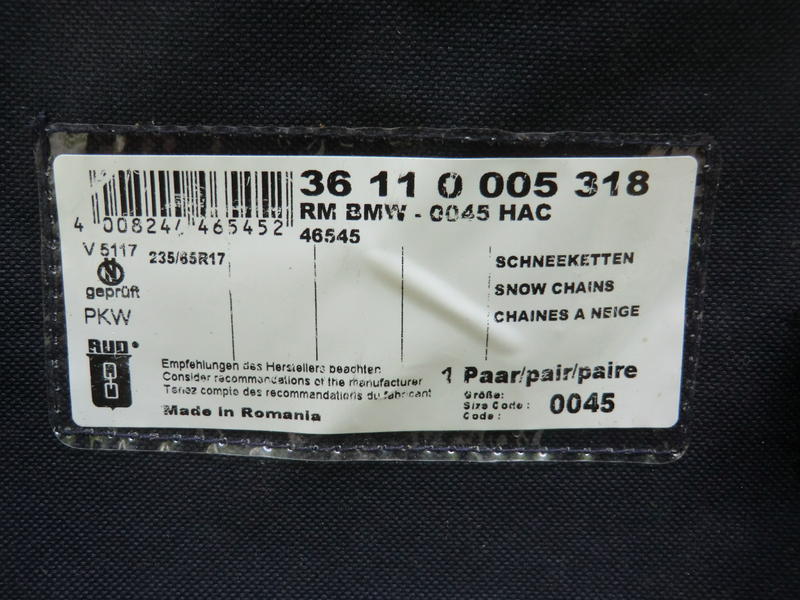 36 11 0 005 318
RM BMW - 0045 HAC
46545
4 008244 465452
V 5117
235/65R17
N
geprüft
PKW
RUD
SCHNEEKETTEN
SNOW CHAINS
CHAINES A NEIGE
Empfehlungen des Herstellers beachten
Consider recommendations of the manufacturer
Tenez compte des recommandations du fabricant
Made in Romania
1 Paar/pair/paire
Größe:
Size Code:
Code:
0045